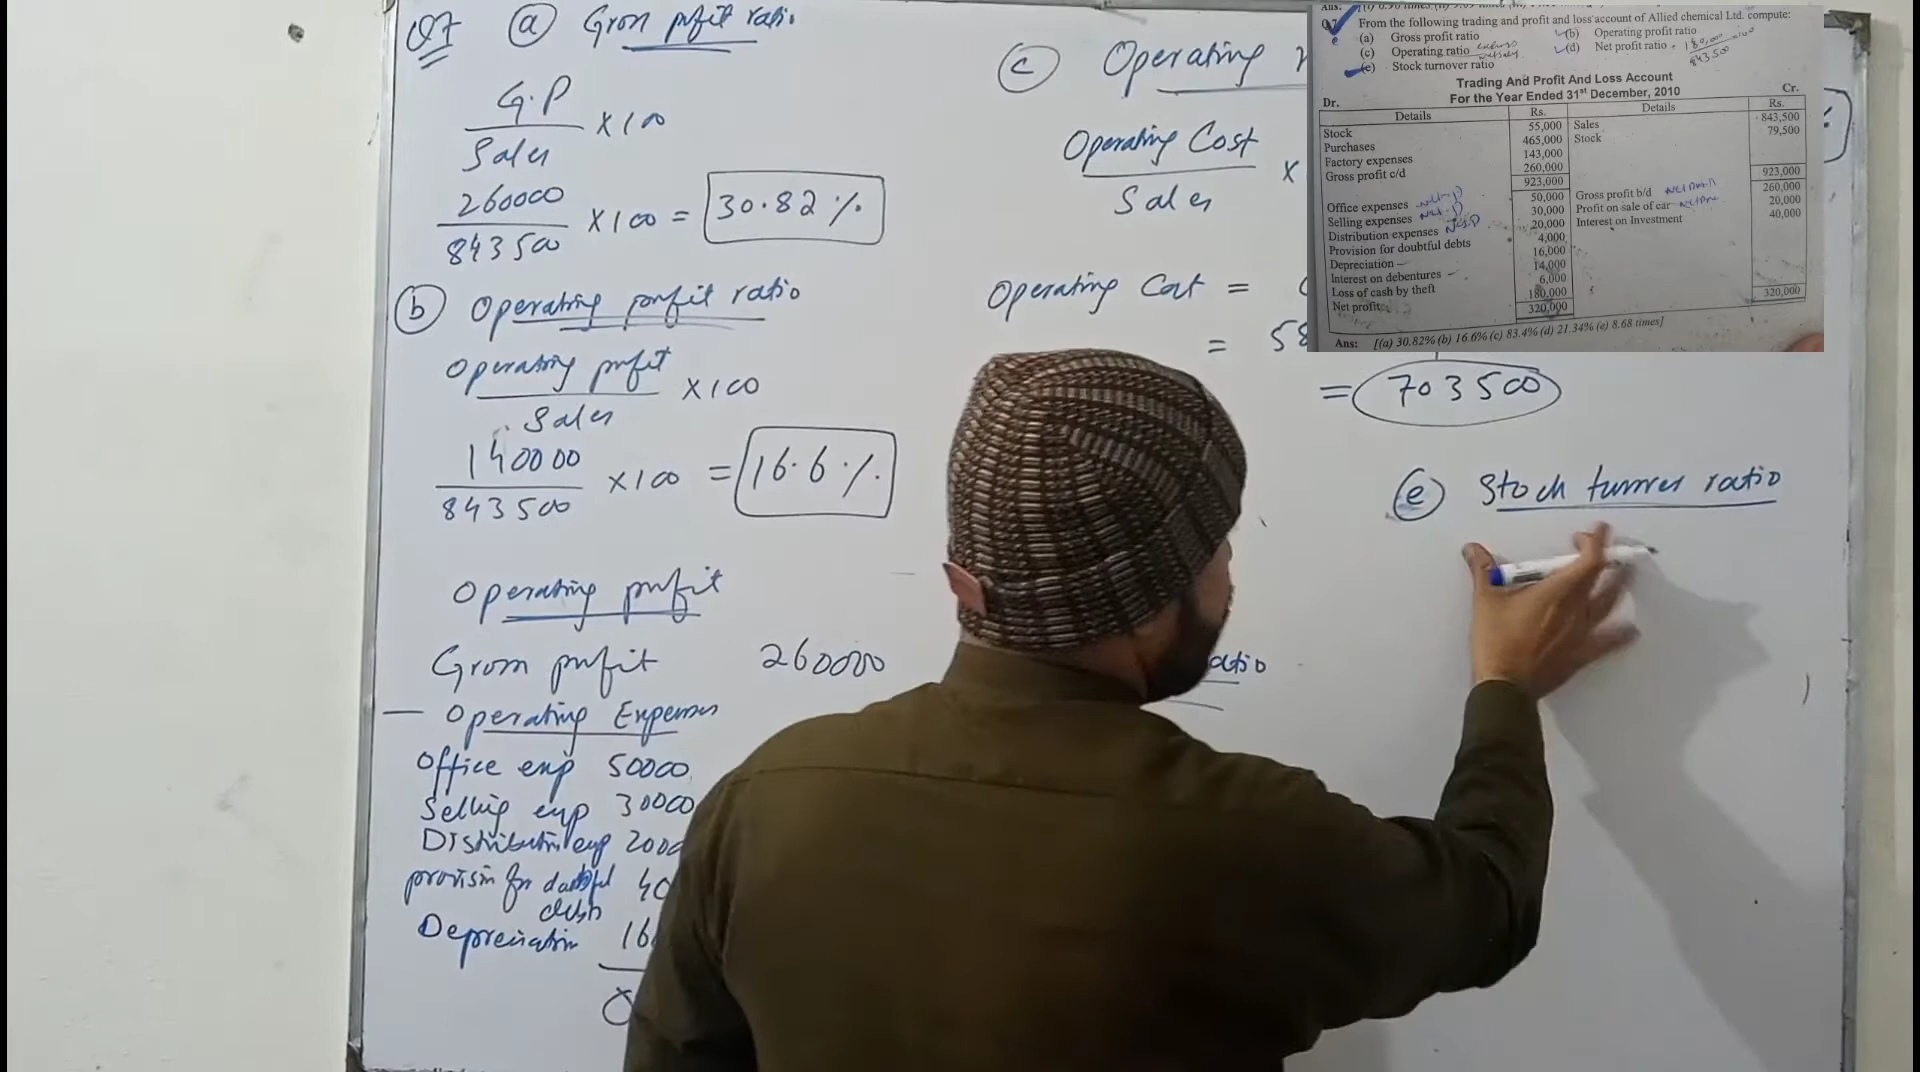 Q7 (a) Gross profit ratio
G.P
Sales
× 100
260000
843500
× 100 = 30.82 %
(b) Operating profit ratio
Operating profit
Sales
× 100
140000
843500
× 100 = 16.6 %
Operating profit
Gross profit 260000
— Operating Expenses
Office exp 50000
Selling exp 30000
Distribution exp 2000
provision for doubtful 40
debts
Depreciation 16
(c) Operating
Operating Cost
Sales
×
Operating Cost =
= 58
= 703500
atio
(e) Stock turnver ratio
Q.7 From the following trading and profit and loss account of Allied chemical Ltd. compute:
(a) Gross profit ratio (b) Operating profit ratio
(c) Operating ratio (d) Net profit ratio
(e) Stock turnover ratio
180,000
843500
×100
Trading And Profit And Loss Account
For the Year Ended 31st December, 2010
Dr. Cr.
Details Rs. Details Rs.
Stock 55,000 Sales 843,500
Purchases 465,000 Stock 79,500
Factory expenses 143,000
Gross profit c/d 260,000
923,000 923,000
Office expenses 50,000 Gross profit b/d 260,000
Selling expenses 30,000 Profit on sale of car 20,000
Distribution expenses 20,000 Interest on Investment 40,000
Provision for doubtful debts 4,000
Depreciation 16,000
Interest on debentures 14,000
Loss of cash by theft 6,000
Net profit 180,000
320,000 320,000
Ans: [(a) 30.82% (b) 16.6% (c) 83.4% (d) 21.34% (e) 8.68 times]